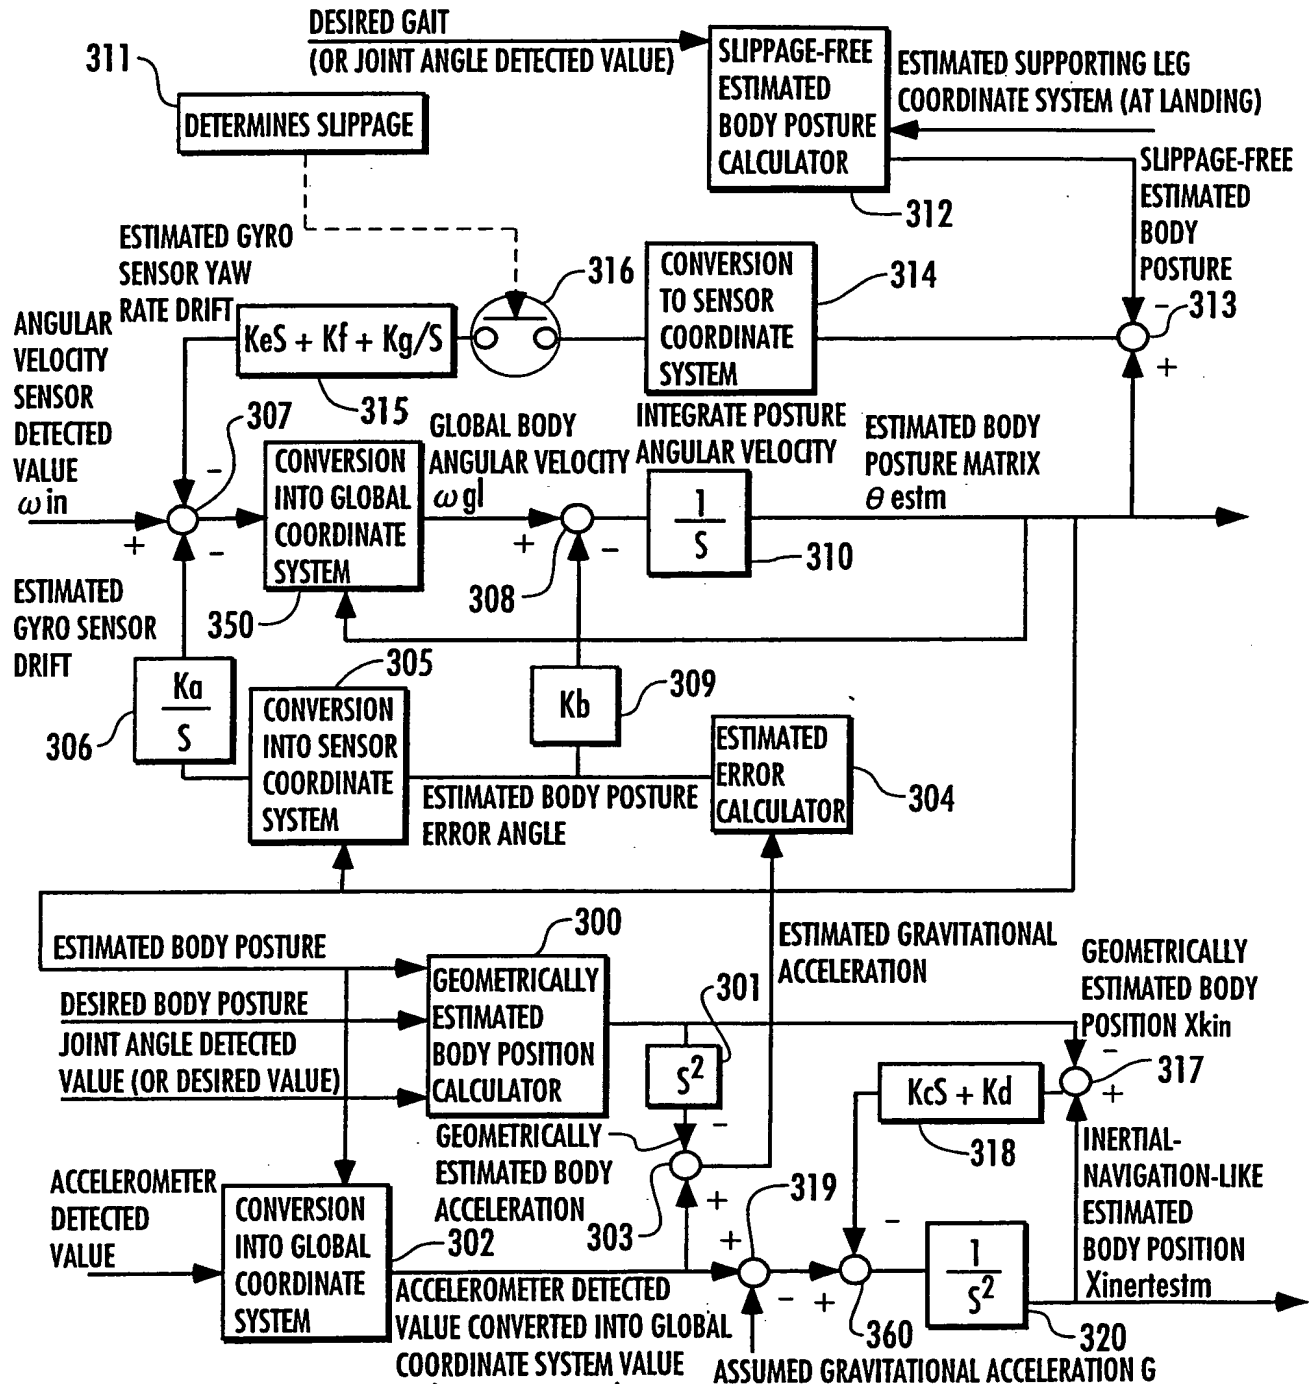 DESIRED GAIT
(OR JOINT ANGLE DETECTED VALUE)
311
DETERMINES SLIPPAGE
SLIPPAGE-FREE
ESTIMATED
BODY POSTURE
CALCULATOR
312
ESTIMATED SUPPORTING LEG
COORDINATE SYSTEM (AT LANDING)
SLIPPAGE-FREE
ESTIMATED
BODY
POSTURE
ESTIMATED GYRO
SENSOR YAW
RATE DRIFT
316
CONVERSION
TO SENSOR
COORDINATE
SYSTEM
314
−
313
+
ANGULAR
VELOCITY
SENSOR
DETECTED
VALUE
ω in
KeS + Kf + Kg/S
315
307
−
+
−
CONVERSION
INTO GLOBAL
COORDINATE
SYSTEM
350
GLOBAL BODY
ANGULAR VELOCITY
ω gl
+
−
308
INTEGRATE POSTURE
ANGULAR VELOCITY
1
S
310
ESTIMATED BODY
POSTURE MATRIX
θ estm
ESTIMATED
GYRO SENSOR
DRIFT
Ka
S
306
305
CONVERSION
INTO SENSOR
COORDINATE
SYSTEM
Kb
309
ESTIMATED BODY POSTURE
ERROR ANGLE
ESTIMATED
ERROR
CALCULATOR
304
ESTIMATED BODY POSTURE
DESIRED BODY POSTURE
JOINT ANGLE DETECTED
VALUE (OR DESIRED VALUE)
300
GEOMETRICALLY
ESTIMATED
BODY POSITION
CALCULATOR
301
S²
ESTIMATED GRAVITATIONAL
ACCELERATION
GEOMETRICALLY
ESTIMATED BODY
POSITION Xkin
−
317
+
KcS + Kd
318
GEOMETRICALLY
ESTIMATED BODY
ACCELERATION
−
303
+
INERTIAL-
NAVIGATION-LIKE
ESTIMATED
BODY POSITION
Xinertestm
ACCELEROMETER
DETECTED
VALUE
CONVERSION
INTO GLOBAL
COORDINATE
SYSTEM
302
ACCELEROMETER DETECTED
VALUE CONVERTED INTO GLOBAL
COORDINATE SYSTEM VALUE
319
+
−
−
+
360
1
S²
320
ASSUMED GRAVITATIONAL ACCELERATION G